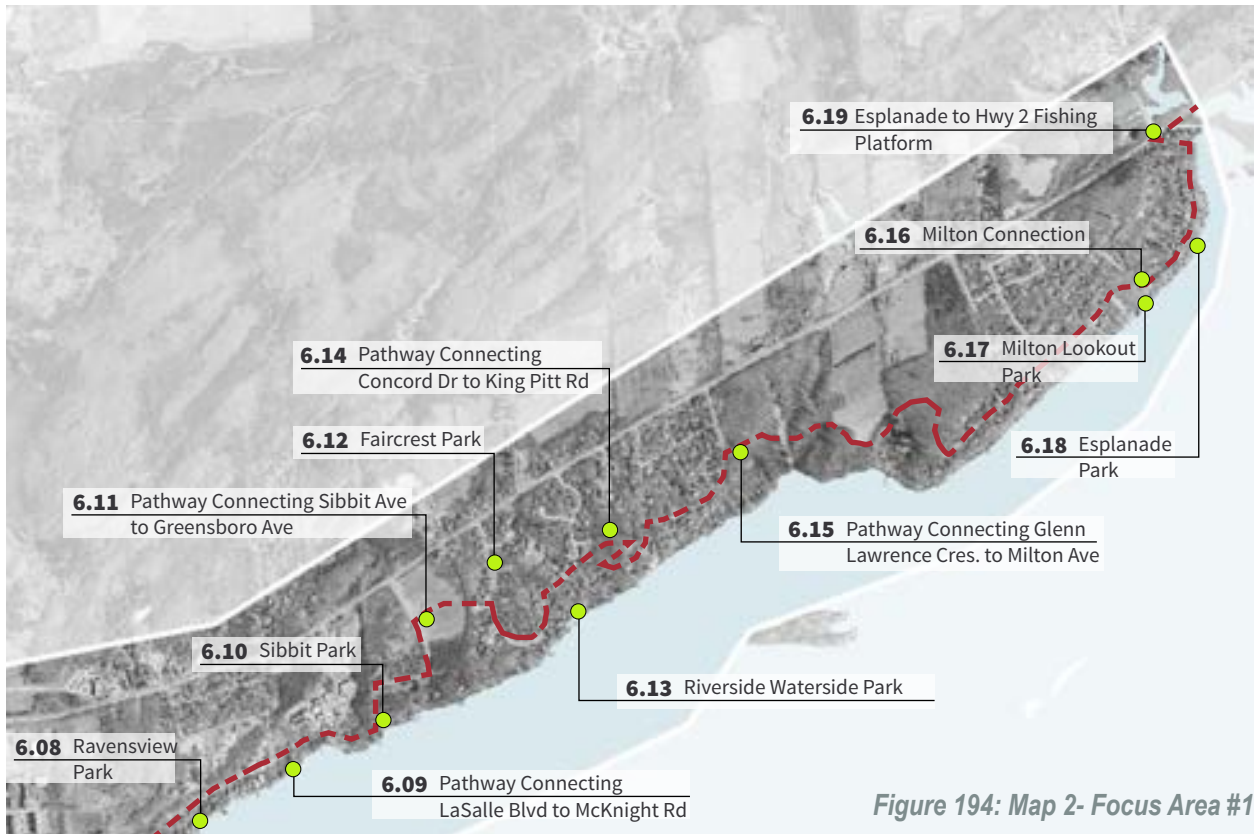 6.19 Esplanade to Hwy 2 Fishing
Platform
6.16 Milton Connection
6.14 Pathway Connecting
Concord Dr to King Pitt Rd
6.17 Milton Lookout
Park
6.12 Faircrest Park
6.18 Esplanade
Park
6.11 Pathway Connecting Sibbit Ave
to Greensboro Ave
6.15 Pathway Connecting Glenn
Lawrence Cres. to Milton Ave
6.10 Sibbit Park
6.13 Riverside Waterside Park
6.08 Ravensview
Park
6.09 Pathway Connecting
LaSalle Blvd to McKnight Rd
Figure 194: Map 2- Focus Area #1